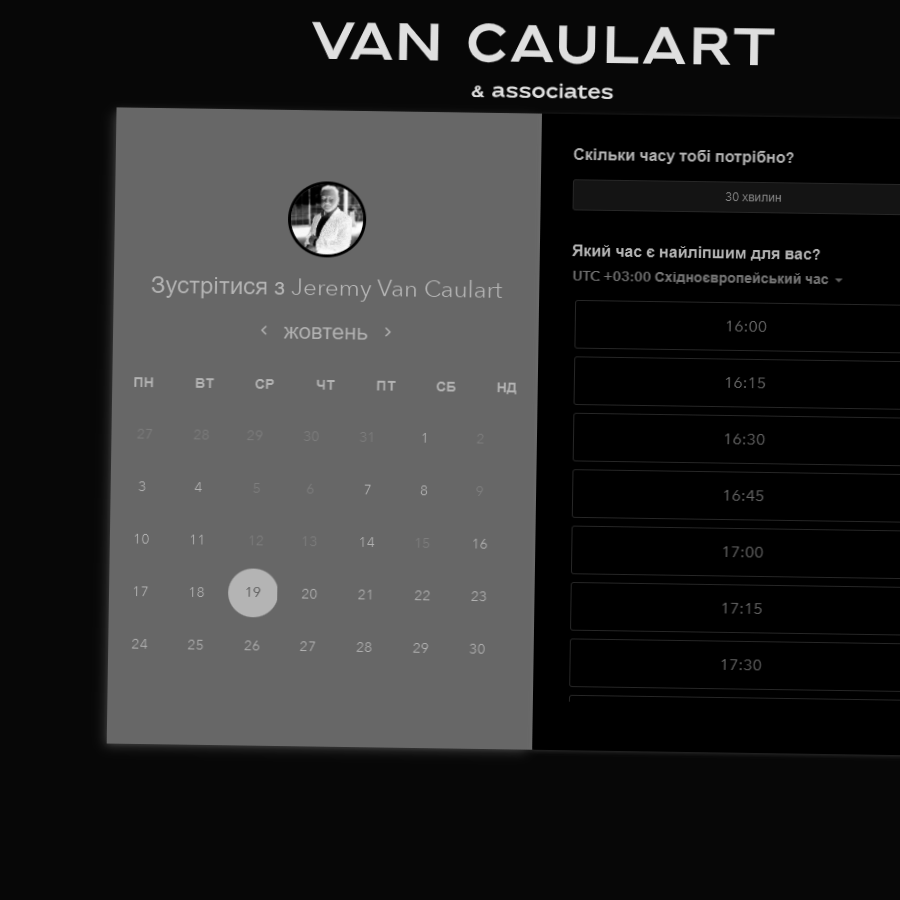 VAN CAULART
& associates
Зустрітися з Jeremy Van Caulart
жовтень
ПН ВТ СР ЧТ ПТ СБ НД
27 28 29 30 31 1 2
3 4 5 6 7 8 9
10 11 12 13 14 15 16
17 18 19 20 21 22 23
24 25 26 27 28 29 30
Скільки часу тобі потрібно?
30 хвилин
Який час є найліпшим для вас?
UTC +03:00 Східноєвропейський час
16:00
16:15
16:30
16:45
17:00
17:15
17:30